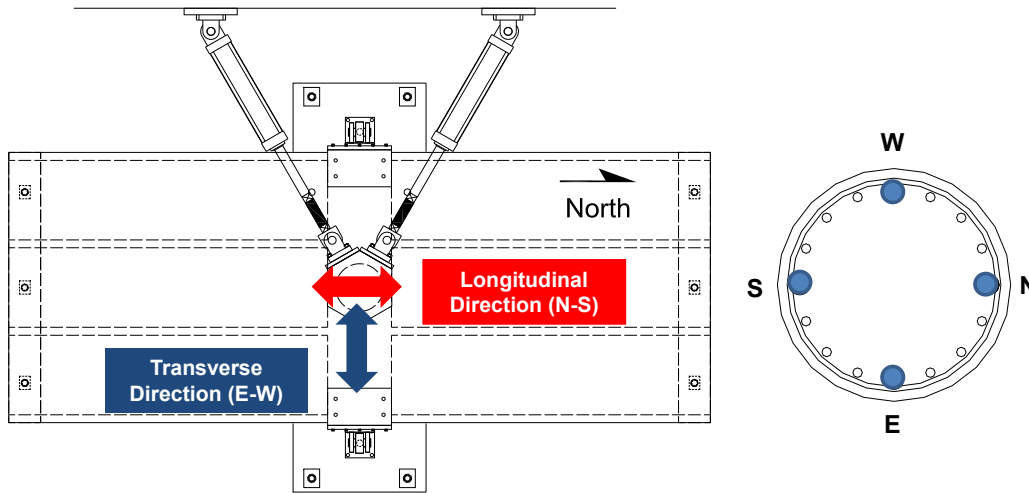 North
Longitudinal
Direction (N-S)
Transverse
Direction (E-W)
W
S
N
E